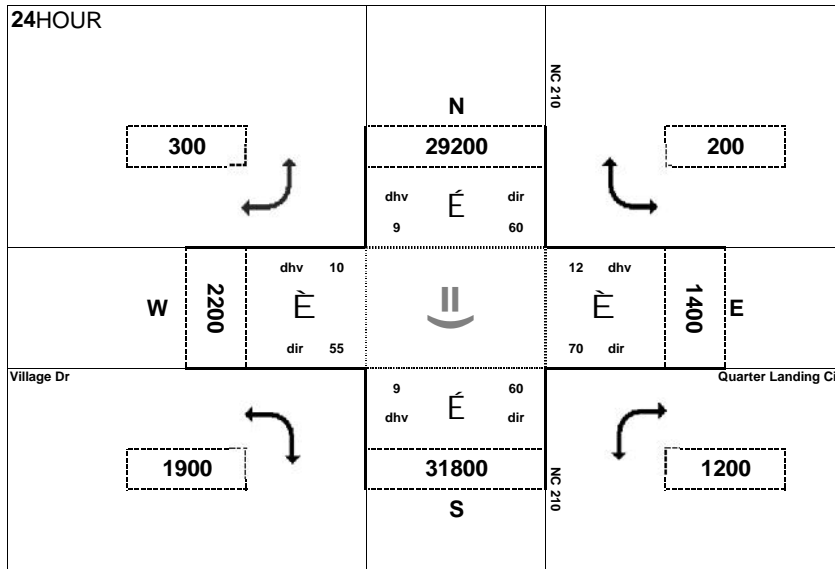 24HOUR
NC 210
N
300
29200
200
dhv É dir
9 60
dhv 10
12 dhv
W
2200
È
È
1400
E
dir 55
70 dir
Village Dr
Quarter Landing Ci
9 60
dhv É dir
1900
31800
1200
NC 210
S